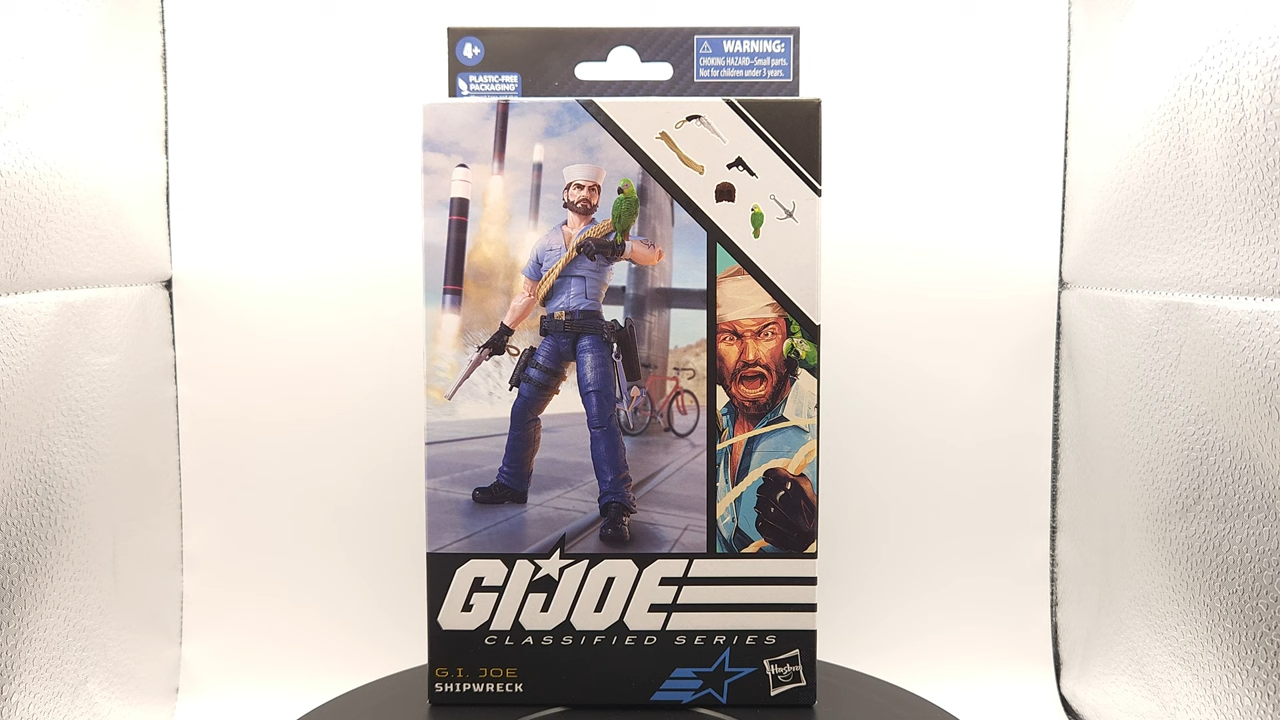 4+
WARNING:
CHOKING HAZARD–Small parts.
Not for children under 3 years.
PLASTIC-FREE
PACKAGING*
GI JOE
CLASSIFIED SERIES
G.I. JOE
SHIPWRECK
Hasbro